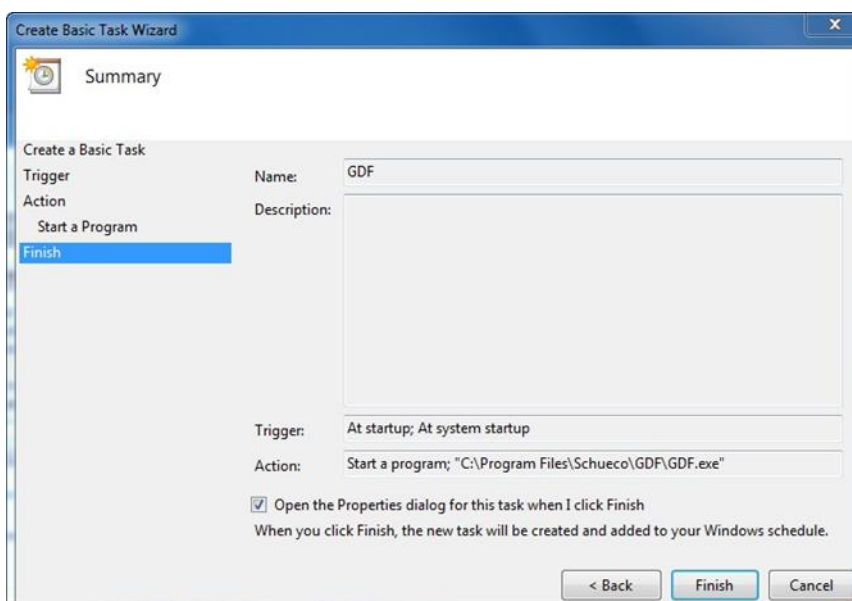 Create Basic Task Wizard
Summary
Create a Basic Task
Trigger
Action
Start a Program
Finish
Name: GDF
Description:
Trigger: At startup; At system startup
Action: Start a program; "C:\Program Files\Schueco\GDF\GDF.exe"
Open the Properties dialog for this task when I click Finish
When you click Finish, the new task will be created and added to your Windows schedule.
< Back Finish Cancel